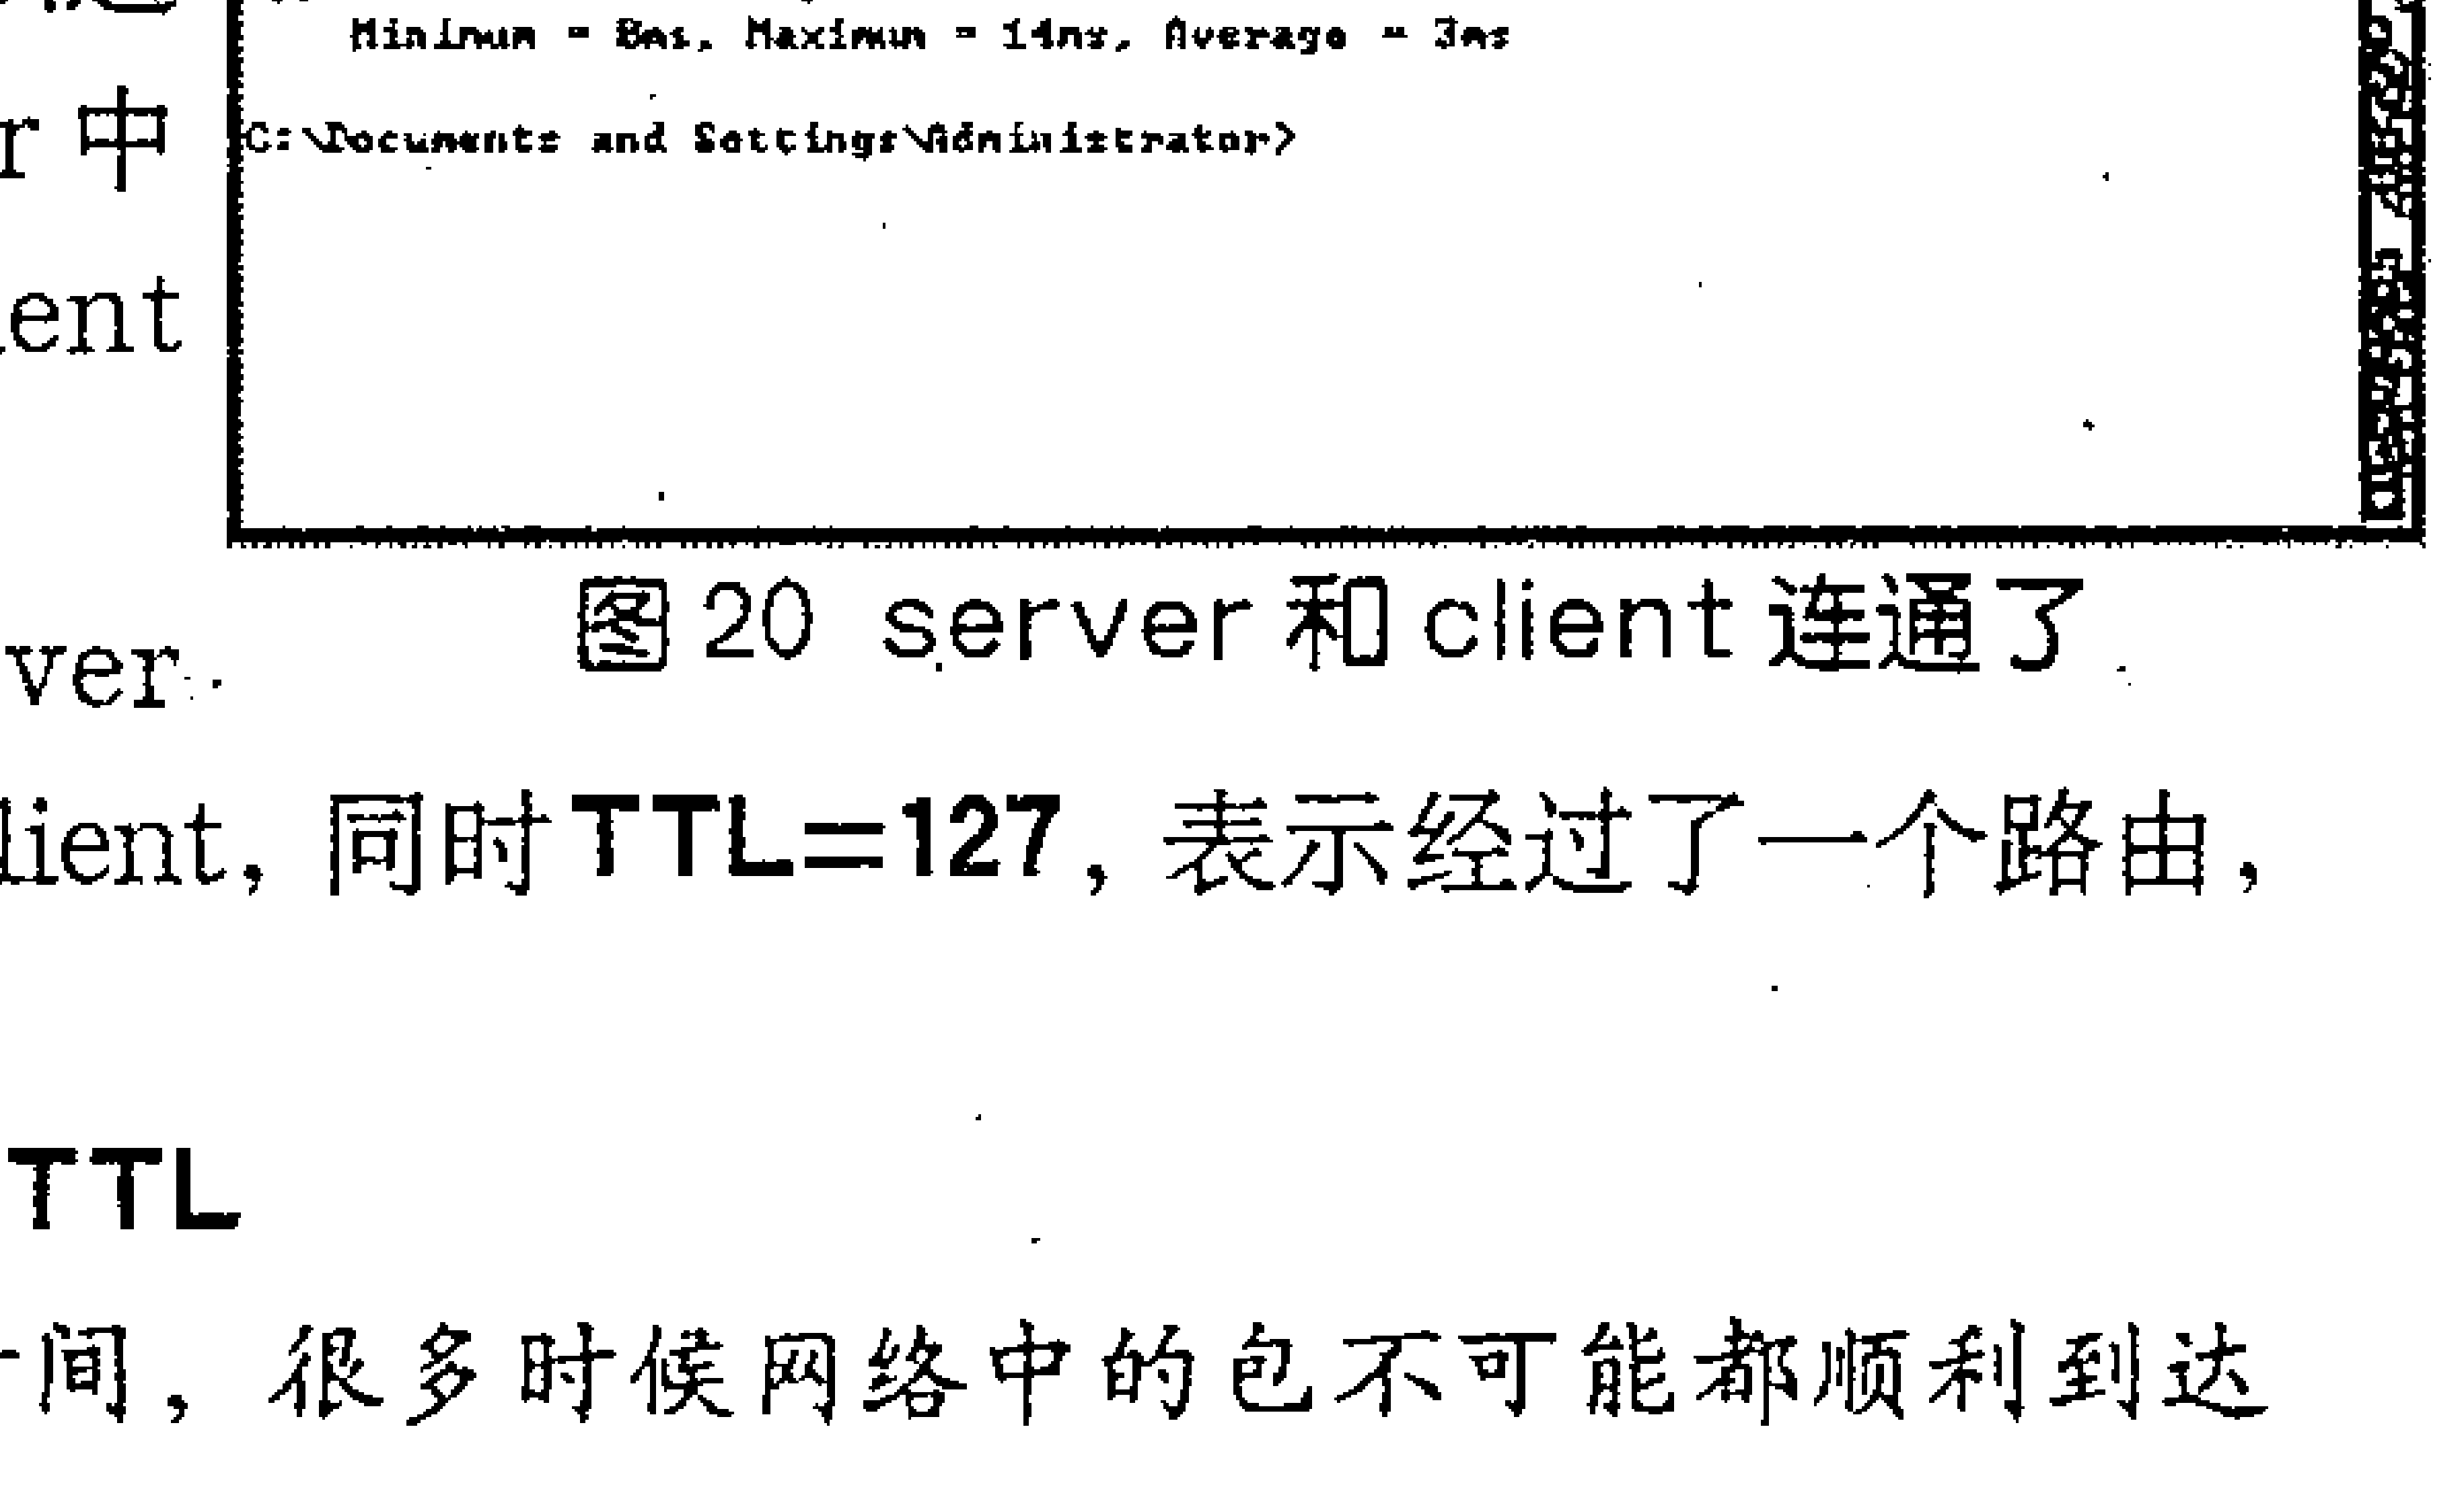 Minimum = 0ms, Maximum = 14ms, Average = 3ms
r 中
C:\Documents and Settings\Administrator>
ent
图 20 server 和 client 连通了
ver
lient, 同时 TTL=127, 表示经过了一个路由,
TTL
间, 很多时候网络中的包不可能都顺利到达